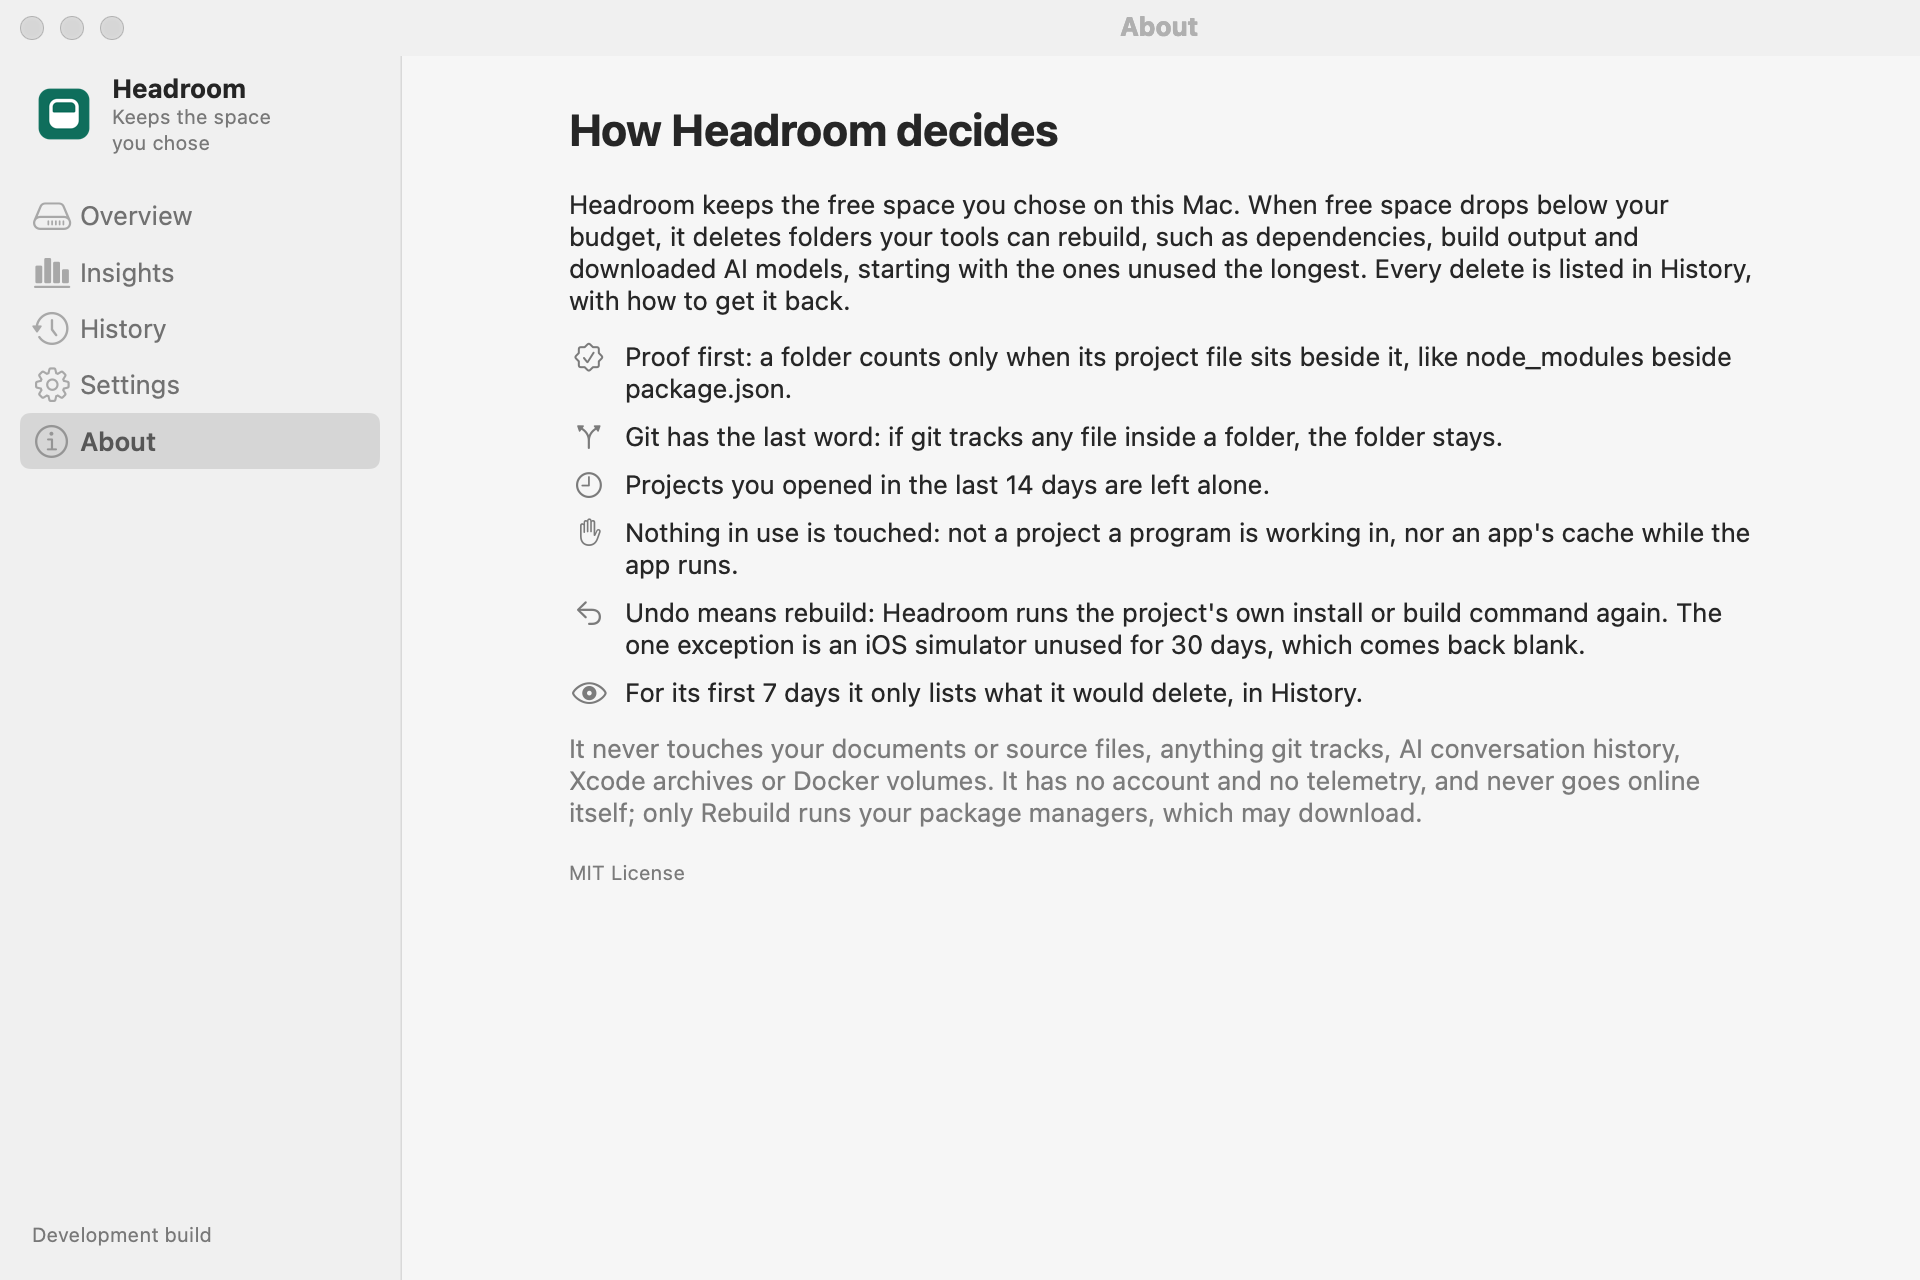 About
Headroom
Keeps the space
you chose
Overview
Insights
History
Settings
About
Development build
How Headroom decides
Headroom keeps the free space you chose on this Mac. When free space drops below your
budget, it deletes folders your tools can rebuild, such as dependencies, build output and
downloaded AI models, starting with the ones unused the longest. Every delete is listed in History,
with how to get it back.
Proof first: a folder counts only when its project file sits beside it, like node_modules beside
package.json.
Git has the last word: if git tracks any file inside a folder, the folder stays.
Projects you opened in the last 14 days are left alone.
Nothing in use is touched: not a project a program is working in, nor an app's cache while the
app runs.
Undo means rebuild: Headroom runs the project's own install or build command again. The
one exception is an iOS simulator unused for 30 days, which comes back blank.
For its first 7 days it only lists what it would delete, in History.
It never touches your documents or source files, anything git tracks, AI conversation history,
Xcode archives or Docker volumes. It has no account and no telemetry, and never goes online
itself; only Rebuild runs your package managers, which may download.
MIT License